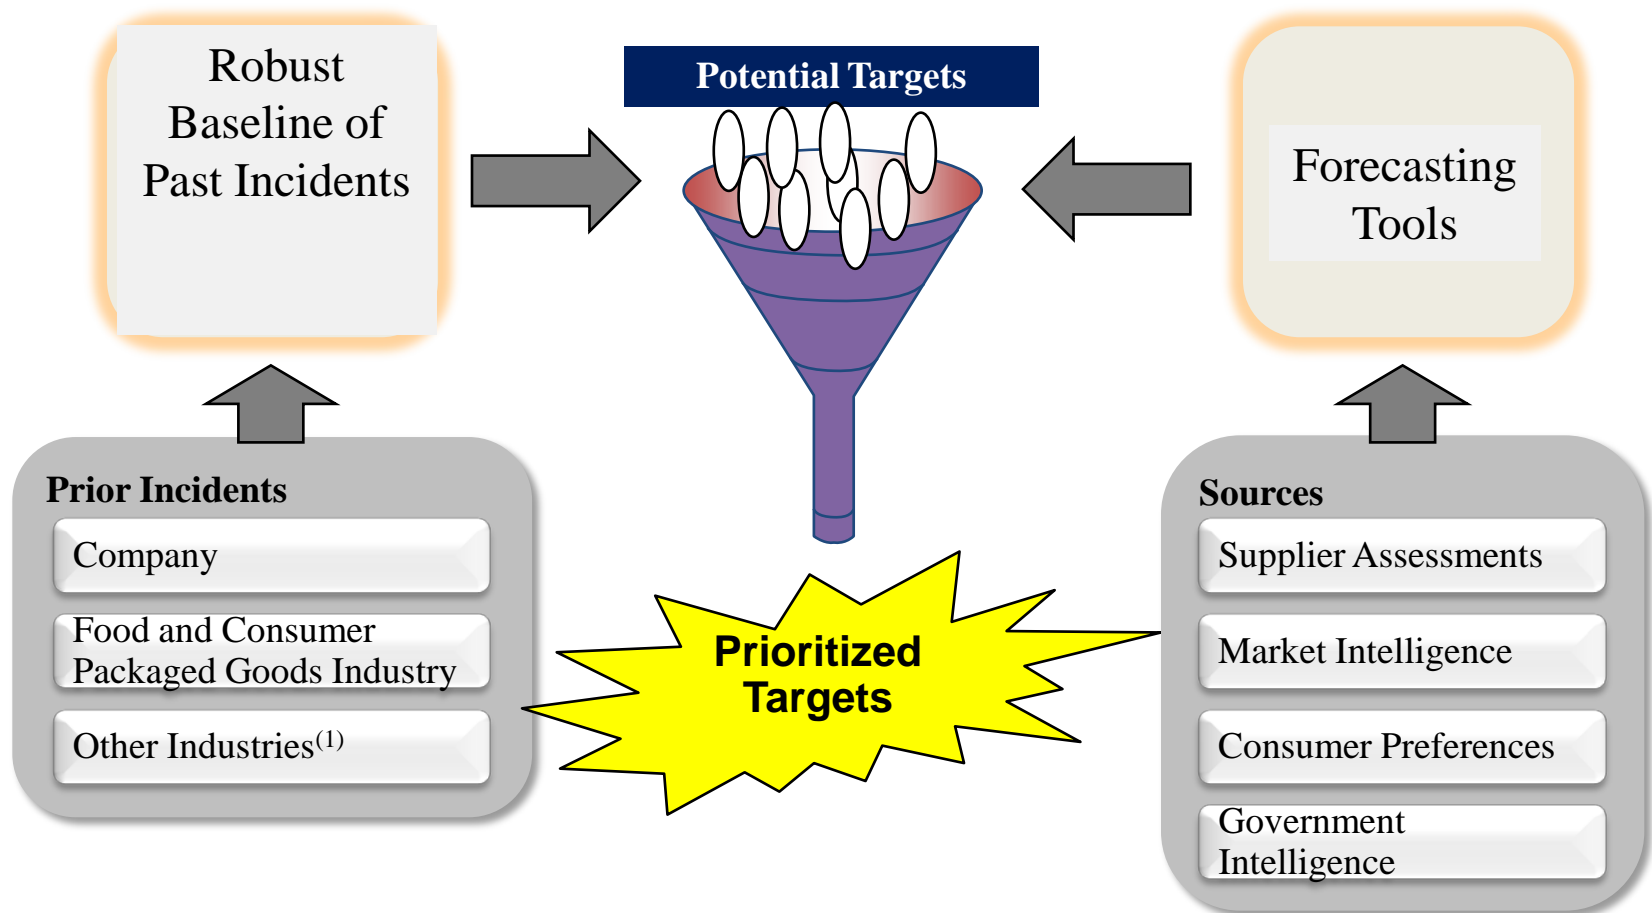 Robust
Baseline of
Past Incidents
Potential Targets
Forecasting
Tools
Prior Incidents
Company
Food and Consumer
Packaged Goods Industry
Other Industries(1)
Prioritized
Targets
Sources
Supplier Assessments
Market Intelligence
Consumer Preferences
Government
Intelligence